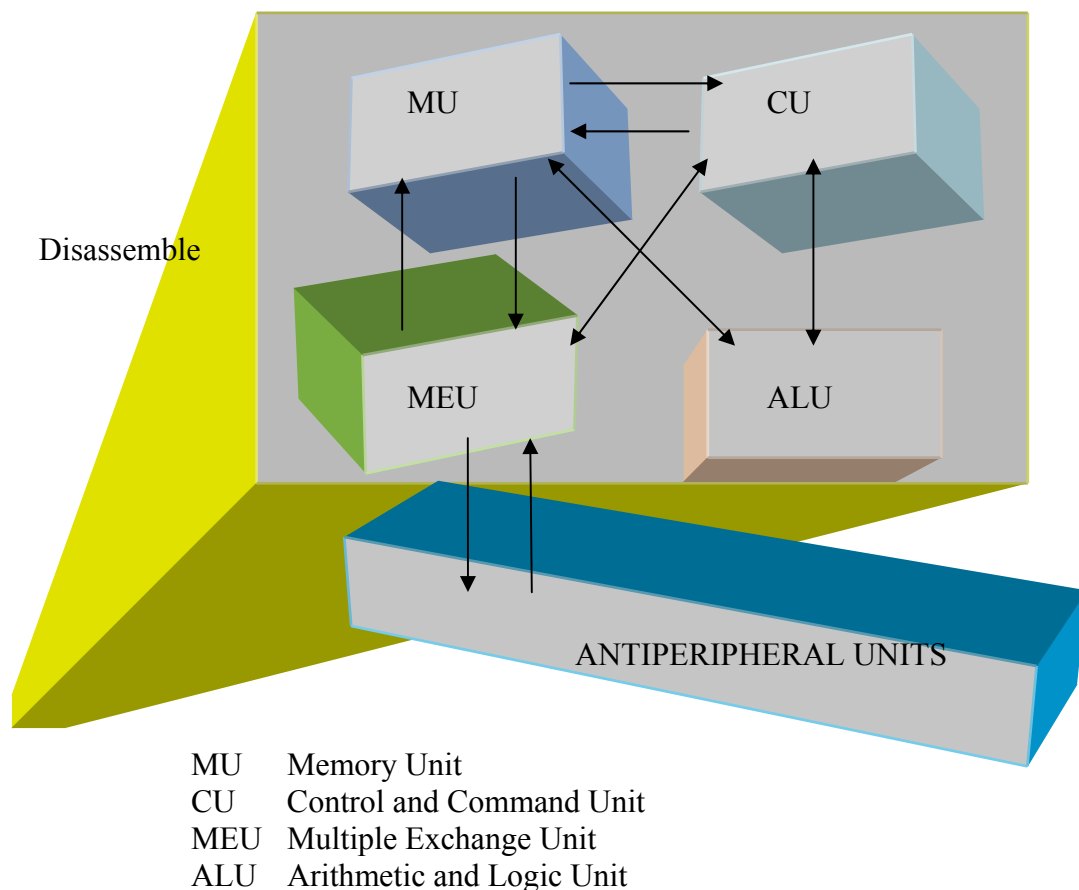 MU
CU
Disassemble
MEU
ALU
ANTIPERIPHERAL UNITS
MU Memory Unit
CU Control and Command Unit
MEU Multiple Exchange Unit
ALU Arithmetic and Logic Unit